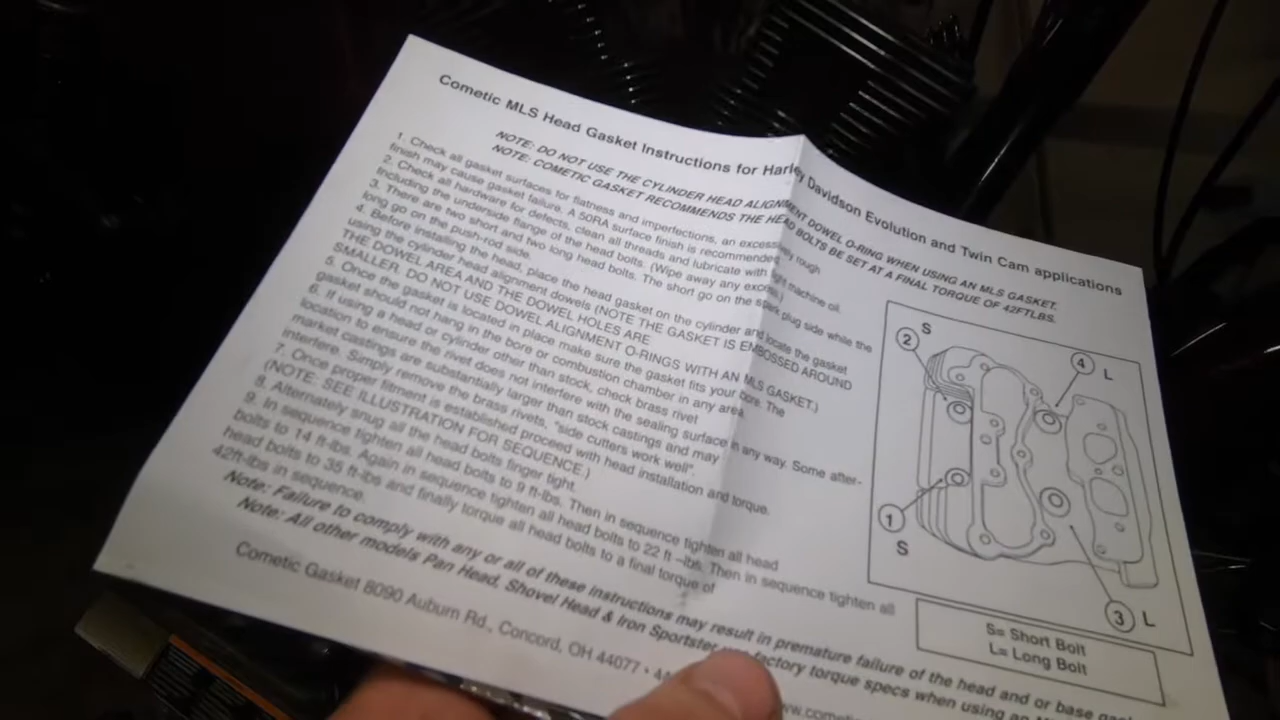 Cometic MLS Head Gasket Instructions for Harley Davidson Evolution and Twin Cam applications
NOTE: DO NOT USE THE CYLINDER HEAD ALIGNMENT DOWEL O-RING WHEN USING AN MLS GASKET.
NOTE: COMETIC GASKET RECOMMENDS THE HEAD BOLTS BE SET AT A FINAL TORQUE OF 42FTLBS.
1. Check all gasket surfaces for flatness and imperfections, an excessively rough
finish may cause gasket failure. A 50RA surface finish is recommended.
2. Check all hardware for defects, clean all threads and lubricate with light machine oil.
Including the underside flange of the head bolts. (Wipe away any excess.)
3. There are two short and two long head bolts. The short go on the spark plug side while the
long go on the push-rod side.
4. Before installing the head, place the head gasket on the cylinder and locate the gasket
using the cylinder head alignment dowels (NOTE THE GASKET IS EMBOSSED AROUND
THE DOWEL AREA AND THE DOWEL HOLES ARE
SMALLER. DO NOT USE DOWEL ALIGNMENT O-RINGS WITH AN MLS GASKET.)
5. Once the gasket is located in place make sure the gasket fits your bore. The
gasket should not hang in the bore or combustion chamber in any area.
6. If using a head or cylinder other than stock, check brass rivet
location to ensure the rivet does not interfere with the sealing surface in any way. Some after-
market castings are substantially larger than stock castings and may
interfere. Simply remove the brass rivets, "side cutters work well".
7. Once proper fitment is established proceed with head installation and torque.
(NOTE: SEE ILLUSTRATION FOR SEQUENCE.)
8. Alternately snug all the head bolts finger tight.
9. In sequence tighten all head bolts to 9 ft-lbs. Then in sequence tighten all head
bolts to 14 ft-lbs. Again in sequence tighten all head bolts to 22 ft -lbs. Then in sequence tighten all
head bolts to 35 ft-lbs and finally torque all head bolts to a final torque of
42ft-lbs in sequence.
Note: Failure to comply with any or all of these instructions may result in premature failure of the head and or base
Note: All other models Pan Head, Shovel Head & Iron Sportster factory torque specs when using an
Cometic Gasket 8090 Auburn Rd., Concord, OH 44077 •
S
2
4
L
1
S
3
L
S= Short Bolt
L= Long Bolt